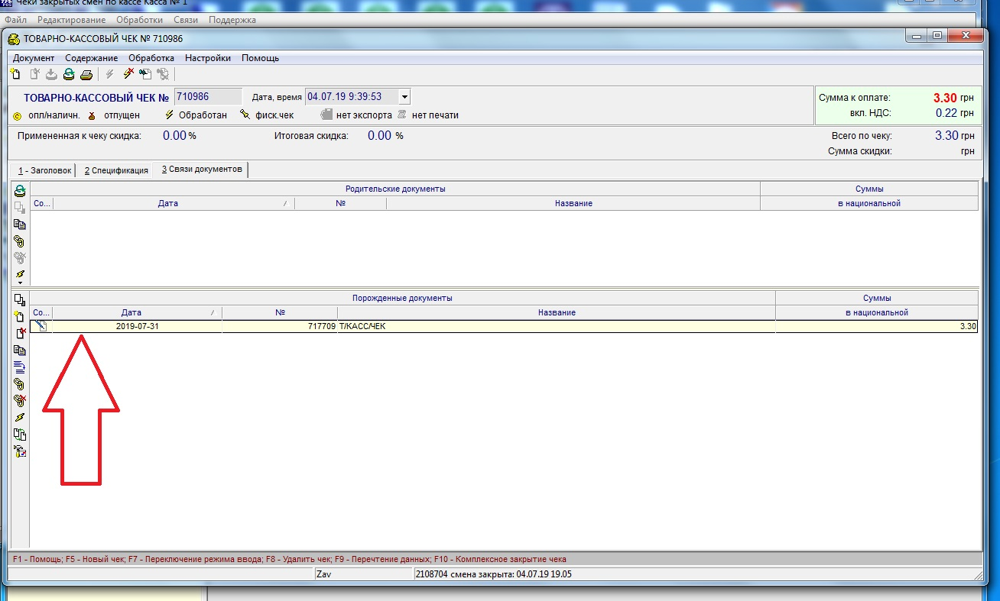 Чеки закрытых смен по кассе Касса № 1
Файл Редактирование Обработки Связи Поддержка
ТОВАРНО-КАССОВЫЙ ЧЕК № 710986
Документ Содержание Обработка Настройки Помощь
ТОВАРНО-КАССОВЫЙ ЧЕК № 710986 Дата, время 04.07.19 9:39:53
Сумма к оплате: 3.30 грн
опл/наличн. отпущен Обработан фиск.чек нет экспорта нет печати
вкл. НДС: 0.22 грн
Примененная к чеку скидка: 0.00 % Итоговая скидка: 0.00 % Всего по чеку: 3.30 грн
Сумма скидки: грн
1 - Заголовок 2 Спецификация 3 Связи документов
Родительские документы Суммы
Со... Дата / № Название в национальной
Порожденные документы Суммы
Со... Дата / № Название в национальной
2019-07-31 717709 Т/КАСС/ЧЕК 3.30
F1 - Помощь; F5 - Новый чек; F7 - Переключение режима ввода; F8 - Удалить чек; F9 - Перечтение данных; F10 - Комплексное закрытие чека
Zav 2108704 смена закрыта: 04.07.19 19.05